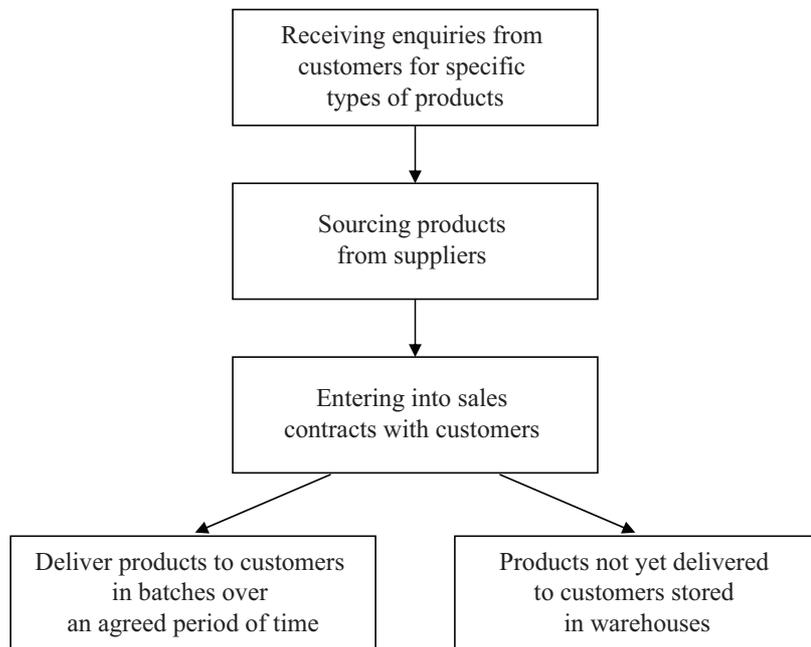 Receiving enquiries from
customers for specific
types of products
Sourcing products
from suppliers
Entering into sales
contracts with customers
Deliver products to customers
in batches over
an agreed period of time
Products not yet delivered
to customers stored
in warehouses